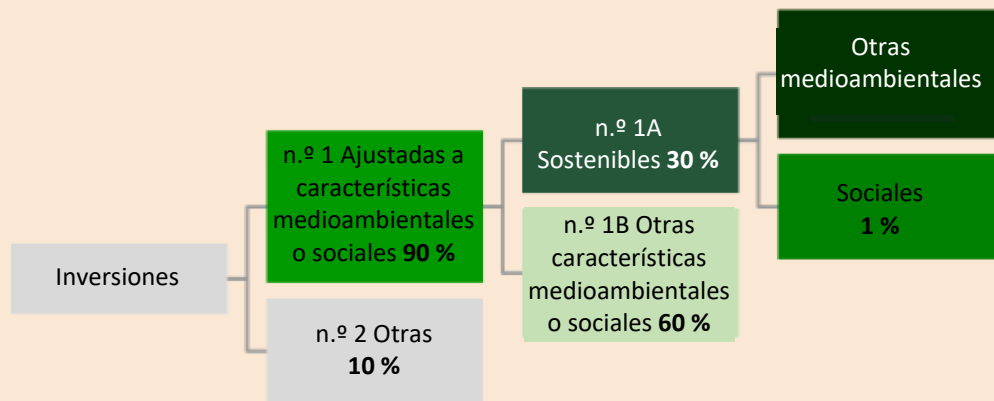 Inversiones
n.º 1 Ajustadas a
características
medioambientales
o sociales 90 %
n.º 2 Otras
10 %
n.º 1A
Sostenibles 30 %
n.º 1B Otras
características
medioambientales
o sociales 60 %
Otras
medioambientales
Sociales
1 %